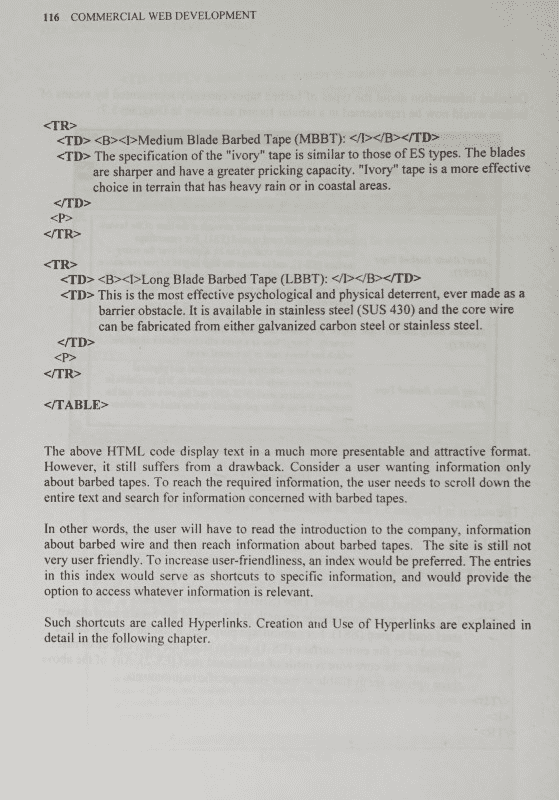 116 COMMERCIAL WEB DEVELOPMENT
<TR>
<TD> <B><I>Medium Blade Barbed Tape (MBBT): </I></B></TD>
<TD> The specification of the "ivory" tape is similar to those of ES types. The blades
are sharper and have a greater pricking capacity. "Ivory" tape is a more effective
choice in terrain that has heavy rain or in coastal areas.
</TD>
<P>
</TR>
<TR>
<TD> <B><I>Long Blade Barbed Tape (LBBT): </I></B></TD>
<TD> This is the most effective psychological and physical deterrent, ever made as a
barrier obstacle. It is available in stainless steel (SUS 430) and the core wire
can be fabricated from either galvanized carbon steel or stainless steel.
</TD>
<P>
</TR>
</TABLE>
The above HTML code display text in a much more presentable and attractive format.
However, it still suffers from a drawback. Consider a user wanting information only
about barbed tapes. To reach the required information, the user needs to scroll down the
entire text and search for information concerned with barbed tapes.
In other words, the user will have to read the introduction to the company, information
about barbed wire and then reach information about barbed tapes. The site is still not
very user friendly. To increase user-friendliness, an index would be preferred. The entries
in this index would serve as shortcuts to specific information, and would provide the
option to access whatever information is relevant.
Such shortcuts are called Hyperlinks. Creation and Use of Hyperlinks are explained in
detail in the following chapter.